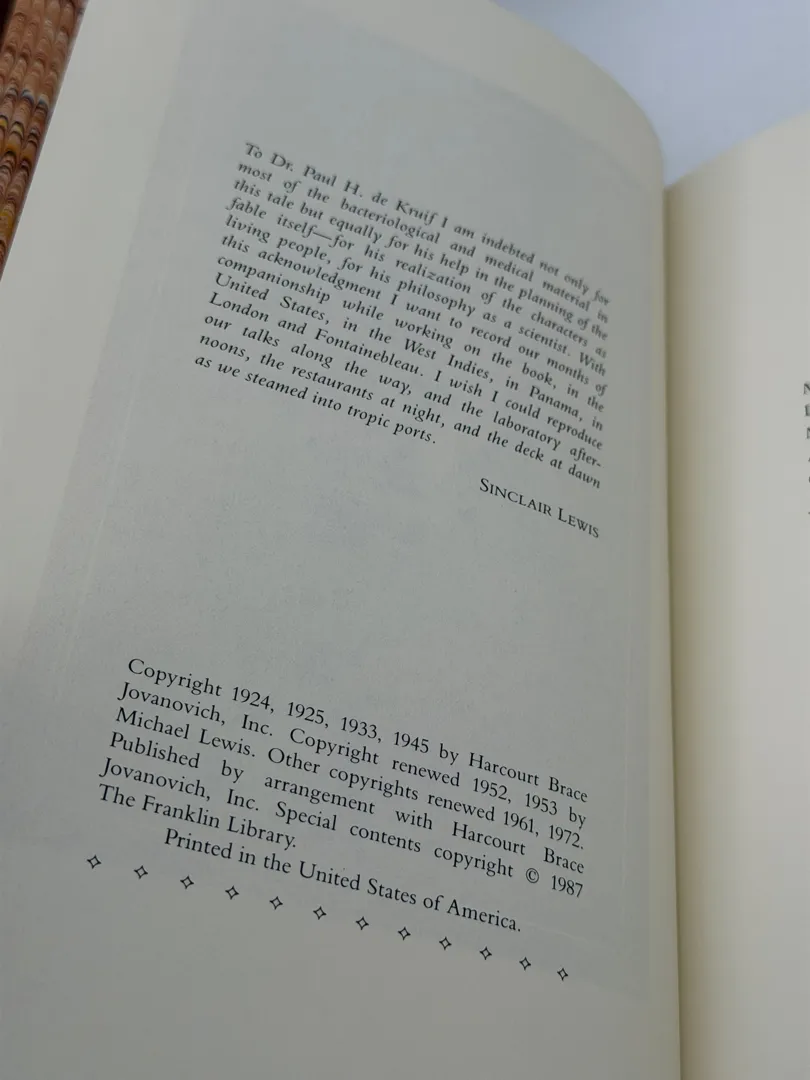 To Dr. Paul H. de Kruif I am indebted not only for
most of the bacteriological and medical material in
this tale but equally for his help in the planning of the
fable itself—for his realization of the characters as
living people, for his philosophy as a scientist. With
this acknowledgment I want to record our months of
companionship while working on the book, in the
United States, in the West Indies, in Panama, in
London and Fontainebleau. I wish I could reproduce
our talks along the way, and the laboratory after-
noons, the restaurants at night, and the deck at dawn
as we steamed into tropic ports.
SINCLAIR LEWIS
Copyright 1924, 1925, 1933, 1945 by Harcourt Brace
Jovanovich, Inc. Copyright renewed 1952, 1953 by
Michael Lewis. Other copyrights renewed 1961, 1972.
Published by arrangement with Harcourt Brace
Jovanovich, Inc. Special contents copyright © 1987
The Franklin Library.
Printed in the United States of America.